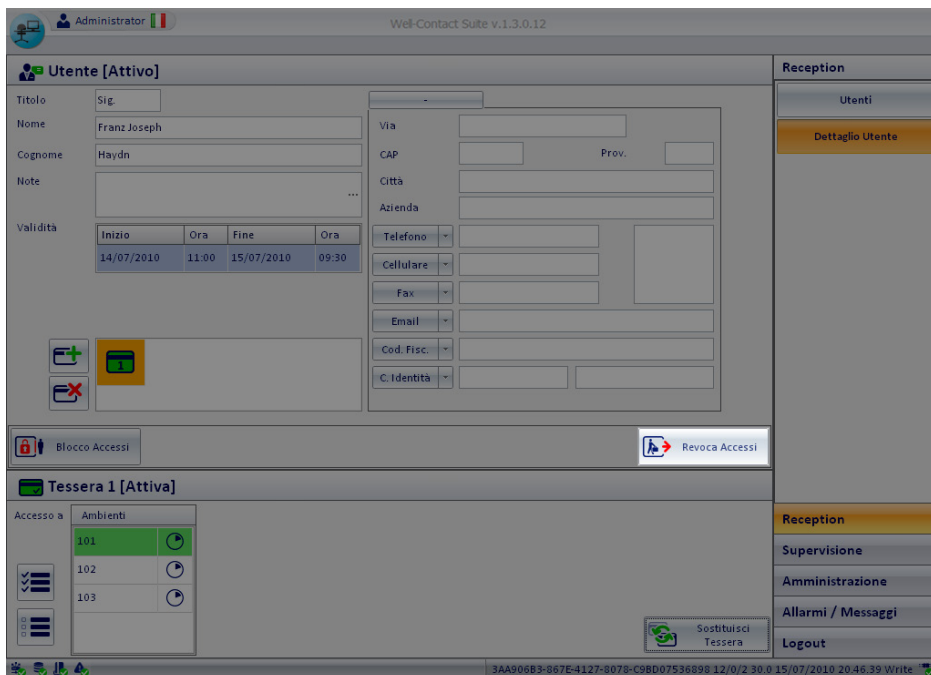 Administrator
Well-Contact Suite v.1.3.0.12
Utente [Attivo]
Titolo
Sig.
Nome
Franz Joseph
Cognome
Haydn
Note
...
Validità
Inizio Ora Fine Ora
14/07/2010 11:00 15/07/2010 09:30
1
-
Via
CAP
Prov.
Città
Azienda
Telefono
Cellulare
Fax
Email
Cod. Fisc.
C. Identità
Blocco Accessi
Revoca Accessi
Tessera 1 [Attiva]
Accesso a
Ambienti
101
102
103
Sostituisci
Tessera
Reception
Utenti
Dettaglio Utente
Reception
Supervisione
Amministrazione
Allarmi / Messaggi
Logout
3AA906B3-867E-4127-8078-C9BD07536898 12/0/2 30.0 15/07/2010 20.46.39 Write